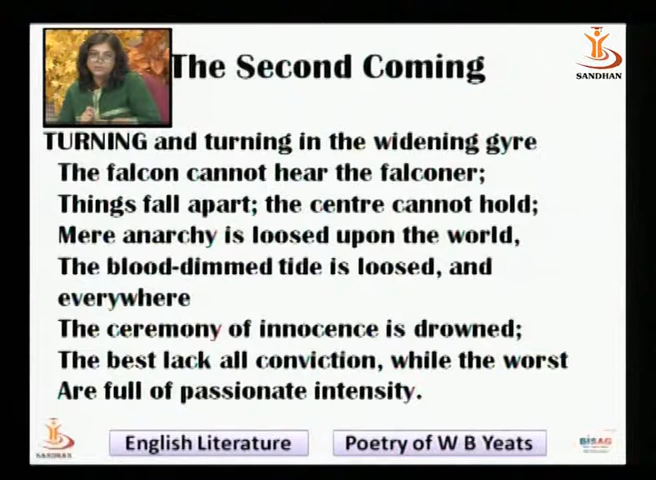 The Second Coming
SANDHAN
TURNING and turning in the widening gyre
The falcon cannot hear the falconer;
Things fall apart; the centre cannot hold;
Mere anarchy is loosed upon the world,
The blood-dimmed tide is loosed, and
everywhere
The ceremony of innocence is drowned;
The best lack all conviction, while the worst
Are full of passionate intensity.
SANDHAN
English Literature
Poetry of W B Yeats
BISAG